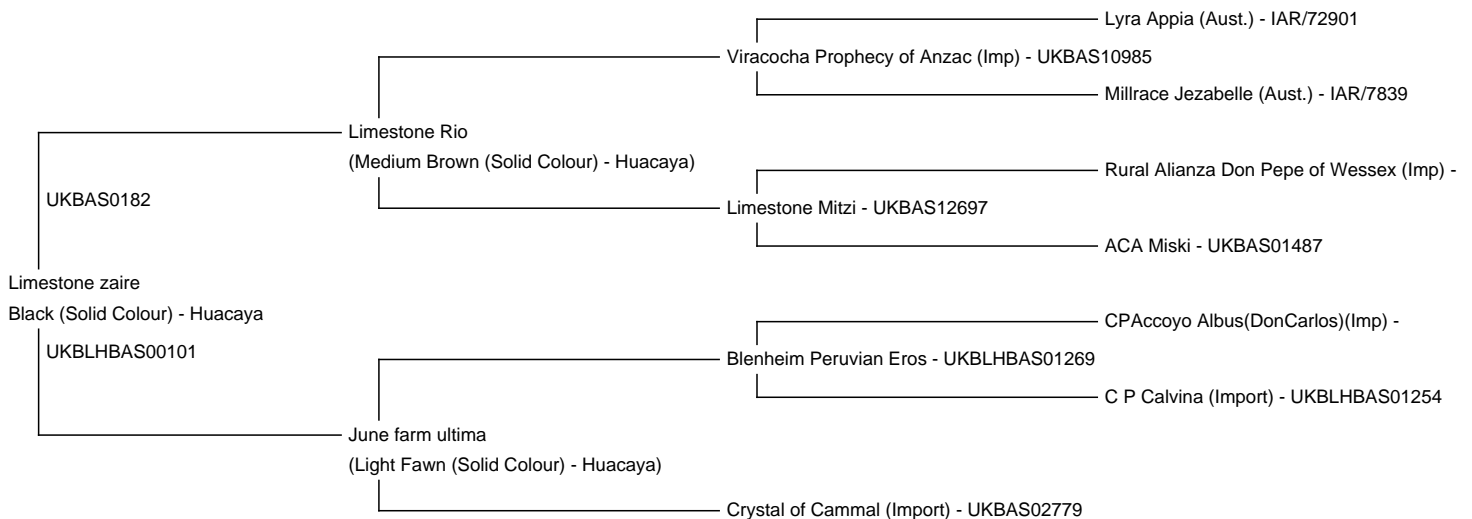 Lyra Appia (Aust.) - IAR/72901
Viracocha Prophecy of Anzac (Imp) - UKBAS10985
Millrace Jezabelle (Aust.) - IAR/7839
Limestone Rio
(Medium Brown (Solid Colour) - Huacaya)
Rural Alianza Don Pepe of Wessex (Imp) -
UKBAS0182
Limestone Mitzi - UKBAS12697
ACA Miski - UKBAS01487
Limestone zaire
Black (Solid Colour) - Huacaya
CPAccoyo Albus(DonCarlos)(Imp) -
UKBLHBAS00101
Blenheim Peruvian Eros - UKBLHBAS01269
C P Calvina (Import) - UKBLHBAS01254
June farm ultima
(Light Fawn (Solid Colour) - Huacaya)
Crystal of Cammal (Import) - UKBAS02779